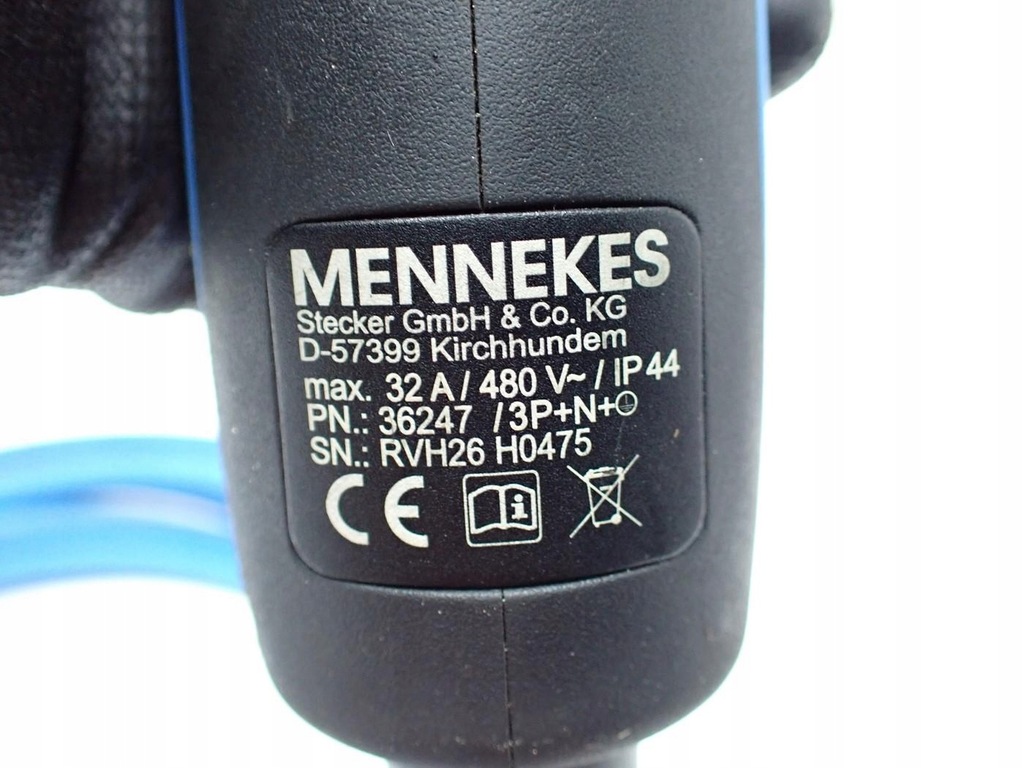 MENNEKES
Stecker GmbH & Co. KG
D-57399 Kirchhundem
max. 32 A / 480 V~ / IP 44
PN.: 36247 / 3P+N+⏚
SN.: RVH26 H0475
CE i